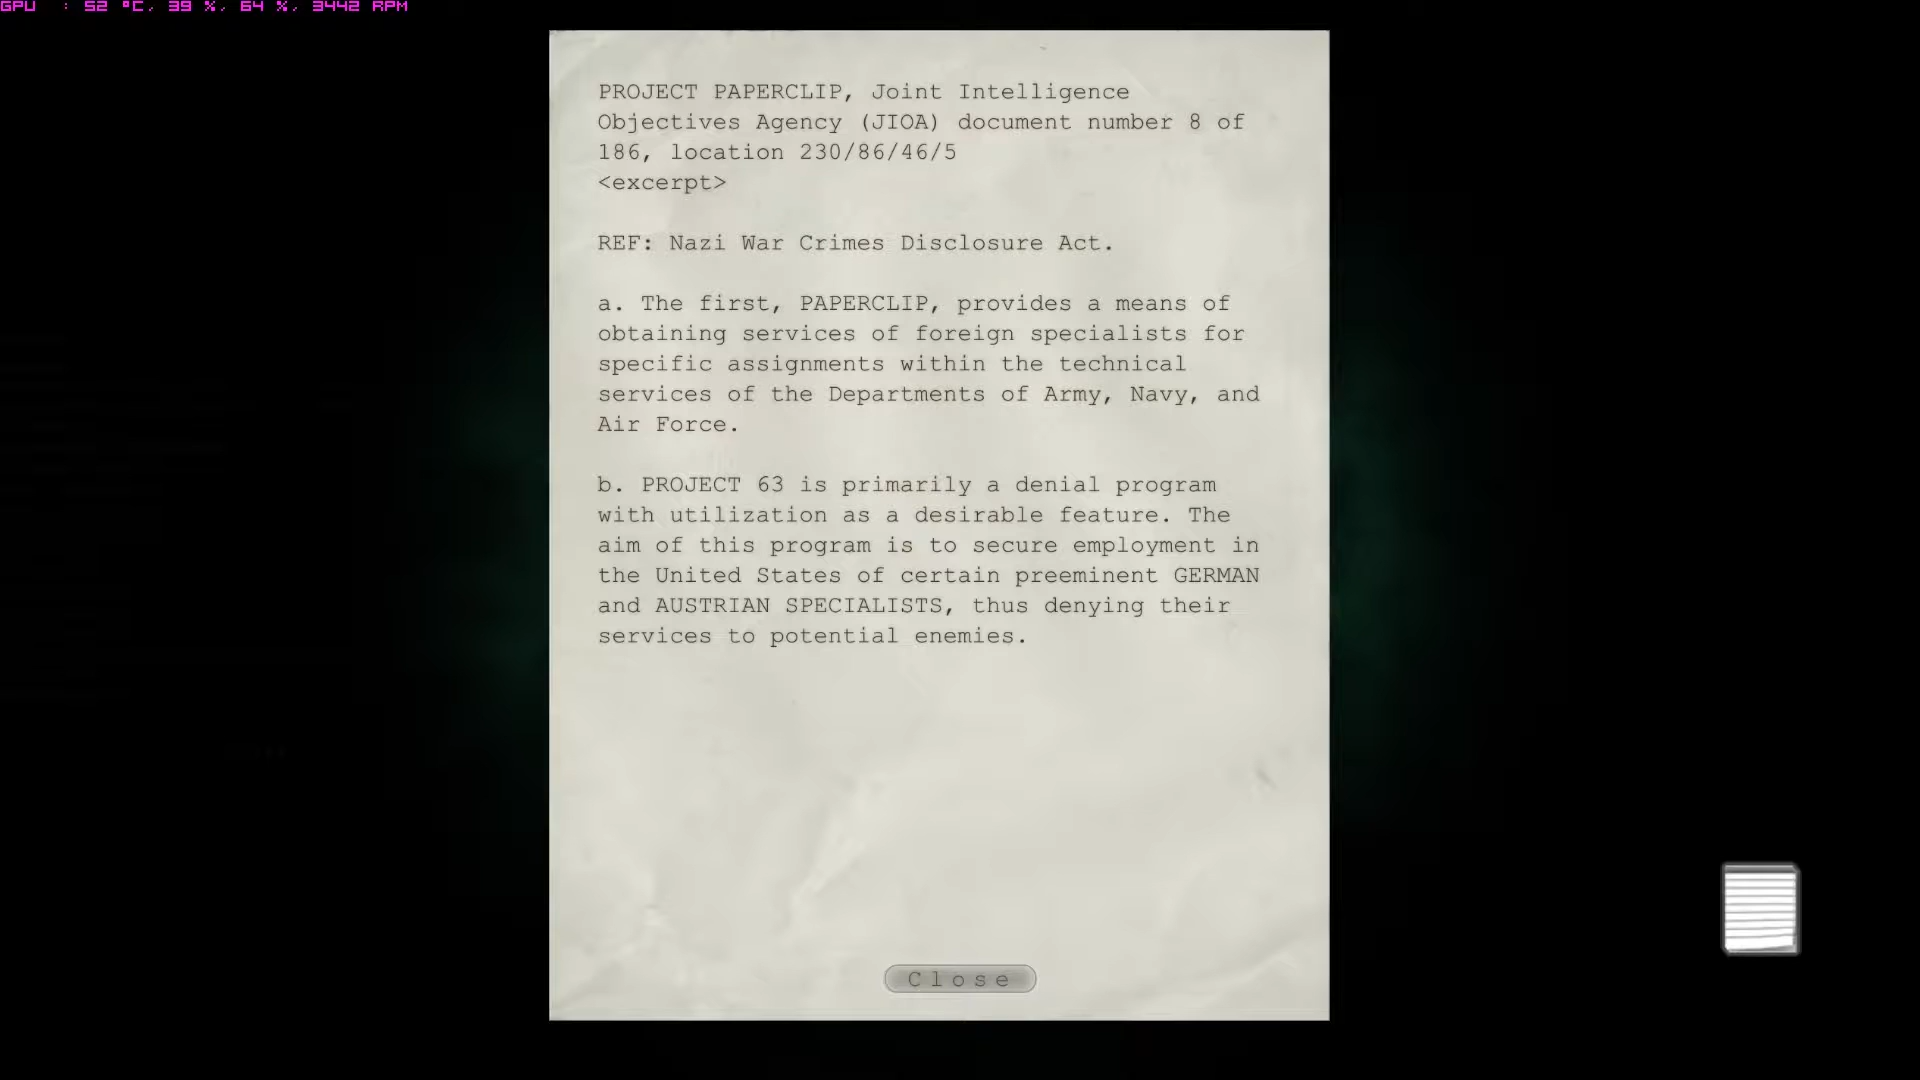 GPU : 52 ºC, 39 %, 64 %, 3442 RPM
PROJECT PAPERCLIP, Joint Intelligence
Objectives Agency (JIOA) document number 8 of
186, location 230/86/46/5
<excerpt>
REF: Nazi War Crimes Disclosure Act.
a. The first, PAPERCLIP, provides a means of
obtaining services of foreign specialists for
specific assignments within the technical
services of the Departments of Army, Navy, and
Air Force.
b. PROJECT 63 is primarily a denial program
with utilization as a desirable feature. The
aim of this program is to secure employment in
the United States of certain preeminent GERMAN
and AUSTRIAN SPECIALISTS, thus denying their
services to potential enemies.
Close